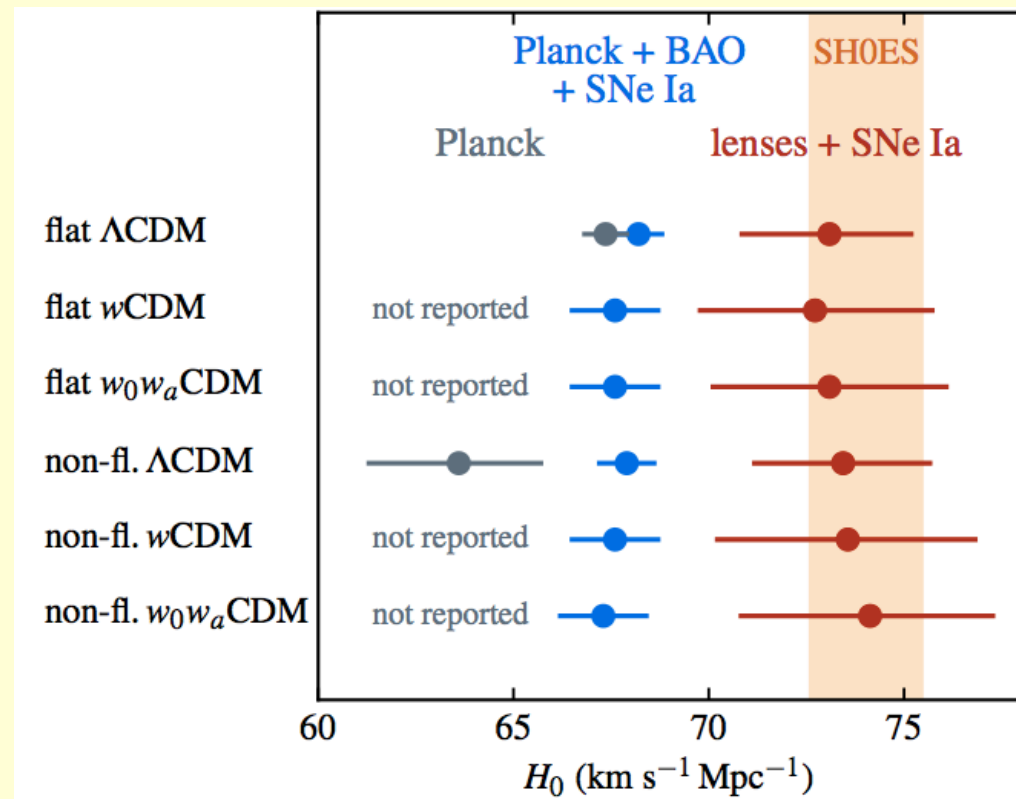 Planck + BAO
+ SNe Ia
SH0ES
Planck
lenses + SNe Ia
flat ΛCDM
flat wCDM
not reported
flat w₀wₐCDM
not reported
non-fl. ΛCDM
non-fl. wCDM
not reported
non-fl. w₀wₐCDM
not reported
60 65 70 75
H₀ (km s⁻¹ Mpc⁻¹)